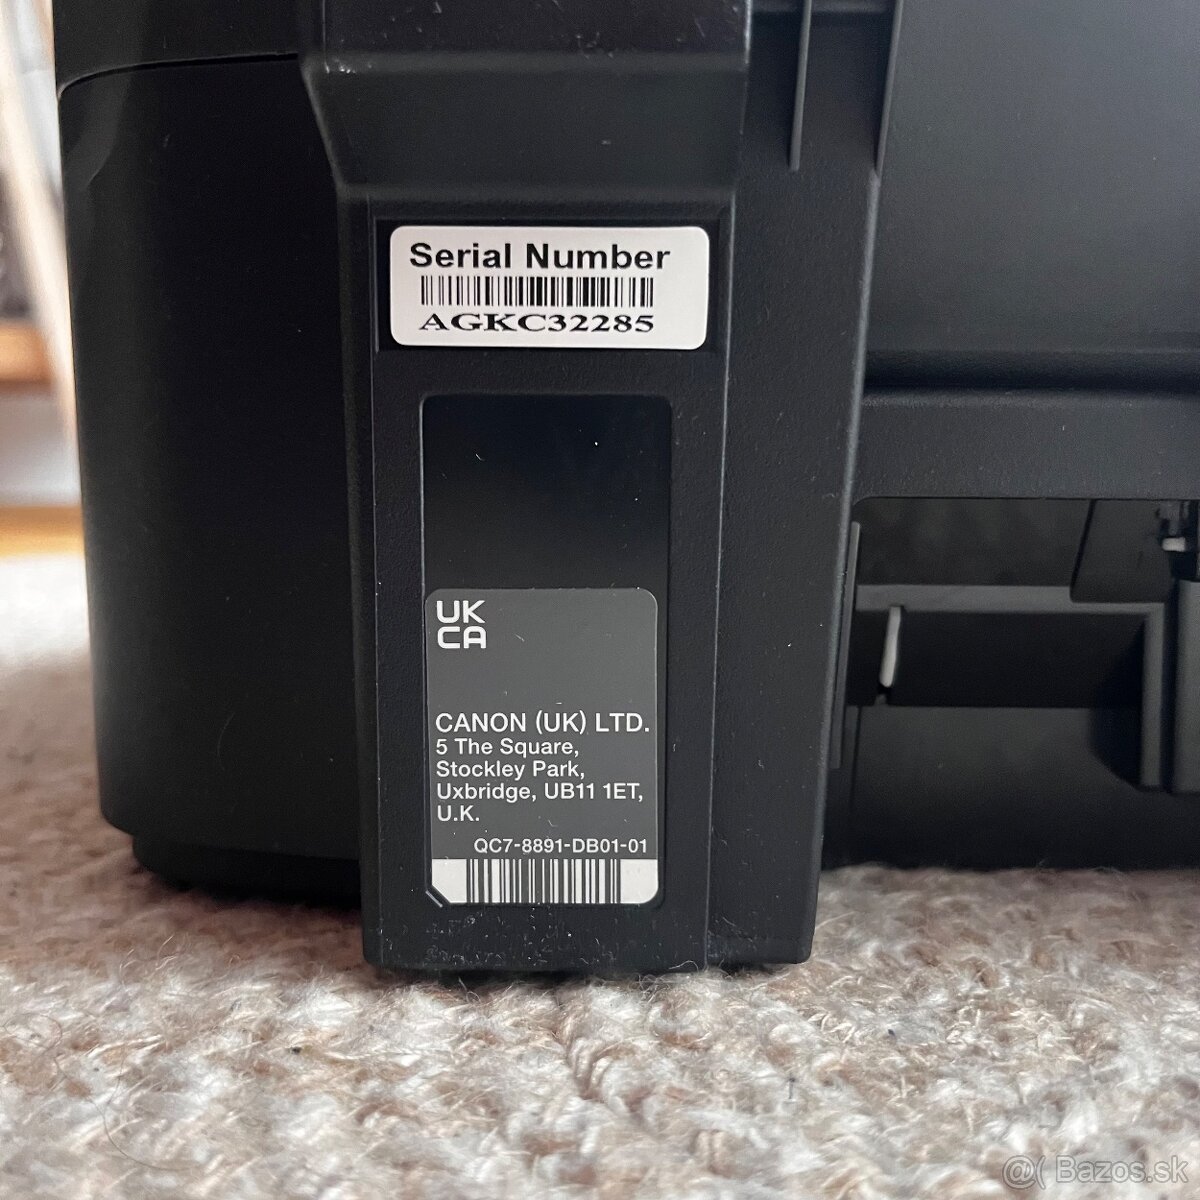 Serial Number
AGKC32285
UK
CA
CANON (UK) LTD.
5 The Square,
Stockley Park,
Uxbridge, UB11 1ET,
U.K.
QC7-8891-DB01-01
@( Bazos.sk